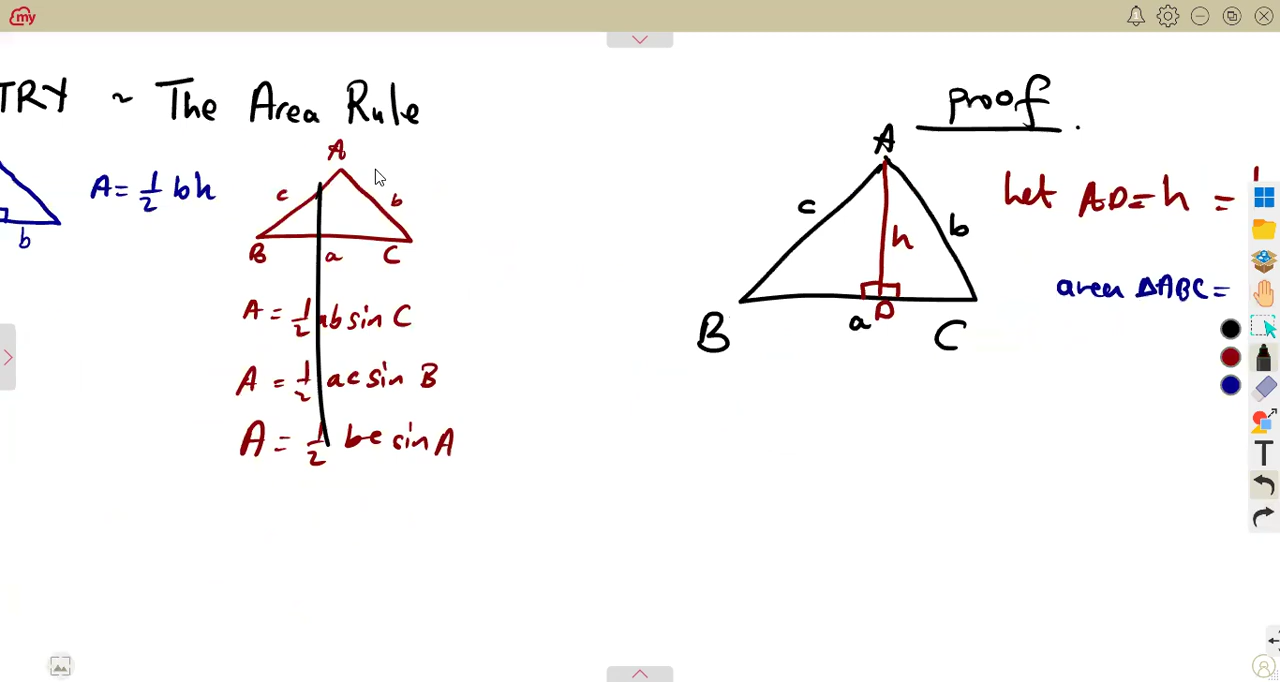 my
TRY ~ The Area Rule
A = 1/2 bh
b
A
c
b
B
a
C
A = 1/2 ab sin C
A = 1/2 ac sin B
A = 1/2 bc sin A
proof.
A
c
h
b
B
a
D
C
Let AD = h =
area ΔABC =
T